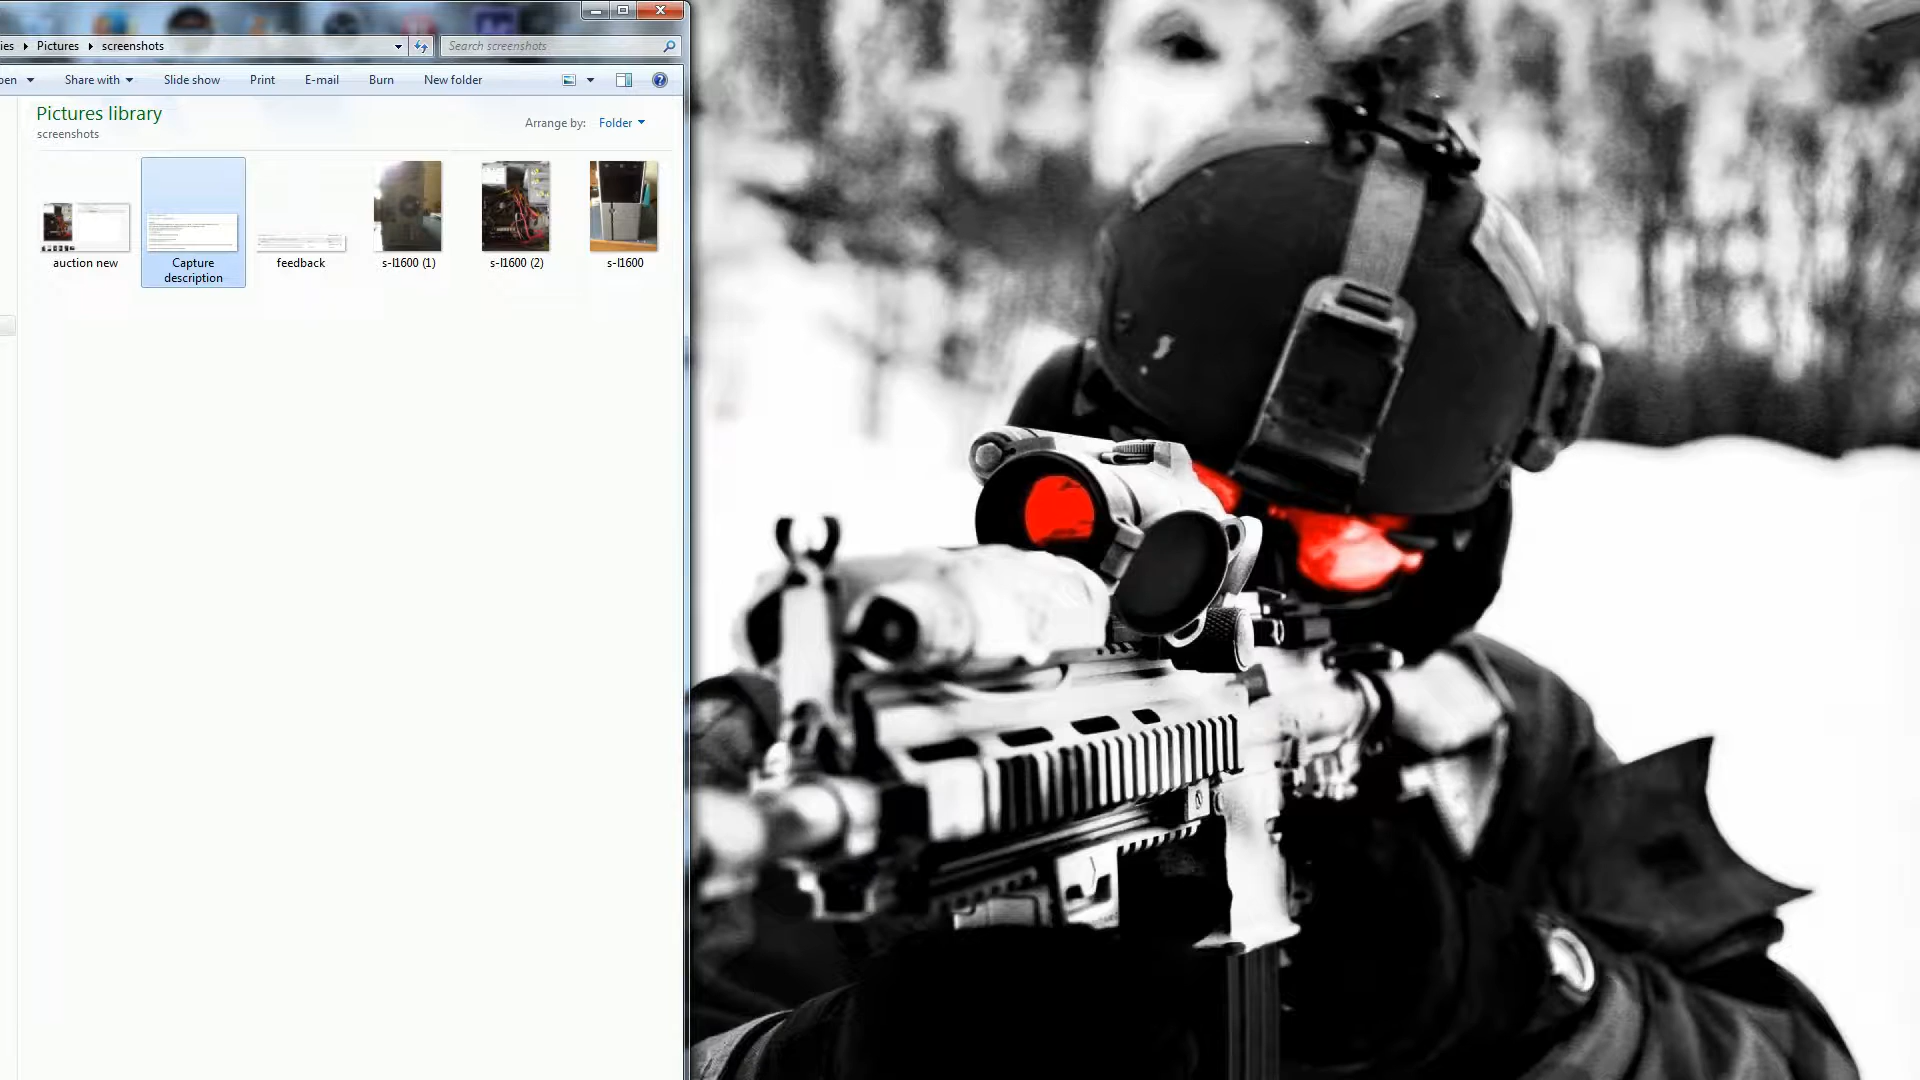 ies ▸ Pictures ▸ screenshots
Search screenshots
pen Share with Slide show Print E-mail Burn New folder
Pictures library
screenshots
Arrange by: Folder
auction new
Capture
description
feedback
s-l1600 (1)
s-l1600 (2)
s-l1600